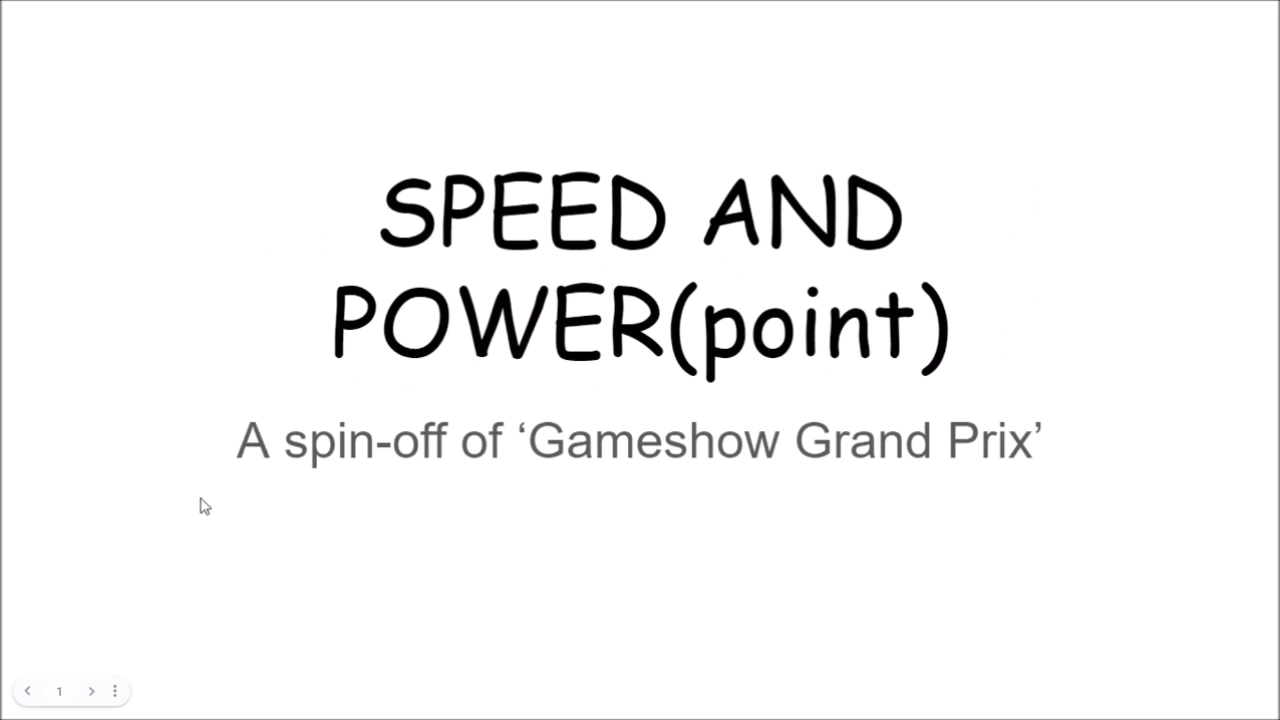 SPEED AND
POWER(point)
A spin-off of ‘Gameshow Grand Prix’
1